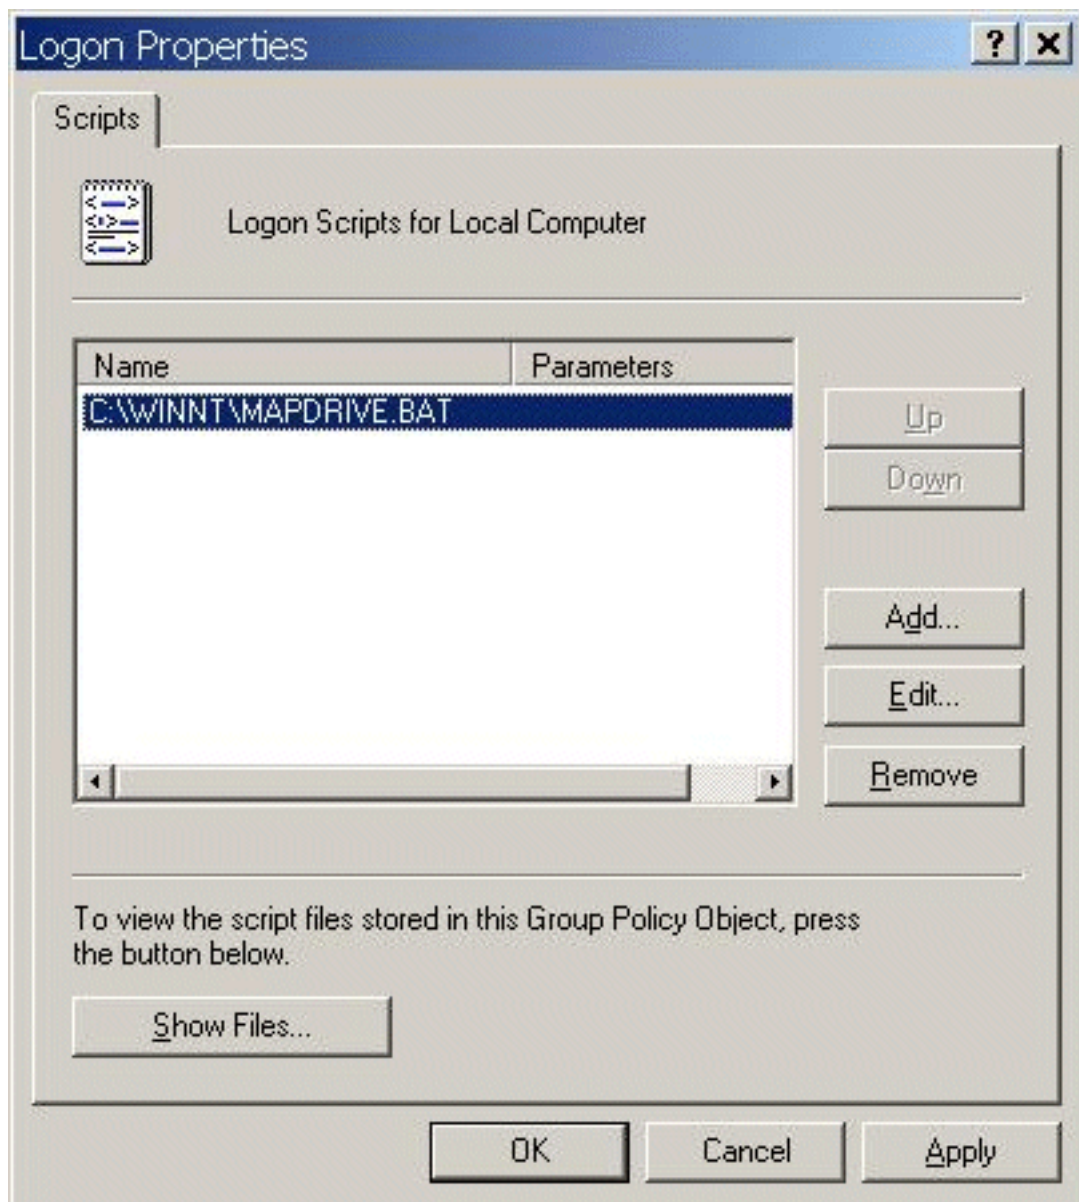 Logon Properties
Scripts
Logon Scripts for Local Computer
Name Parameters
C:\WINNT\MAPDRIVE.BAT
Up
Down
Add...
Edit...
Remove
To view the script files stored in this Group Policy Object, press
the button below.
Show Files...
OK Cancel Apply